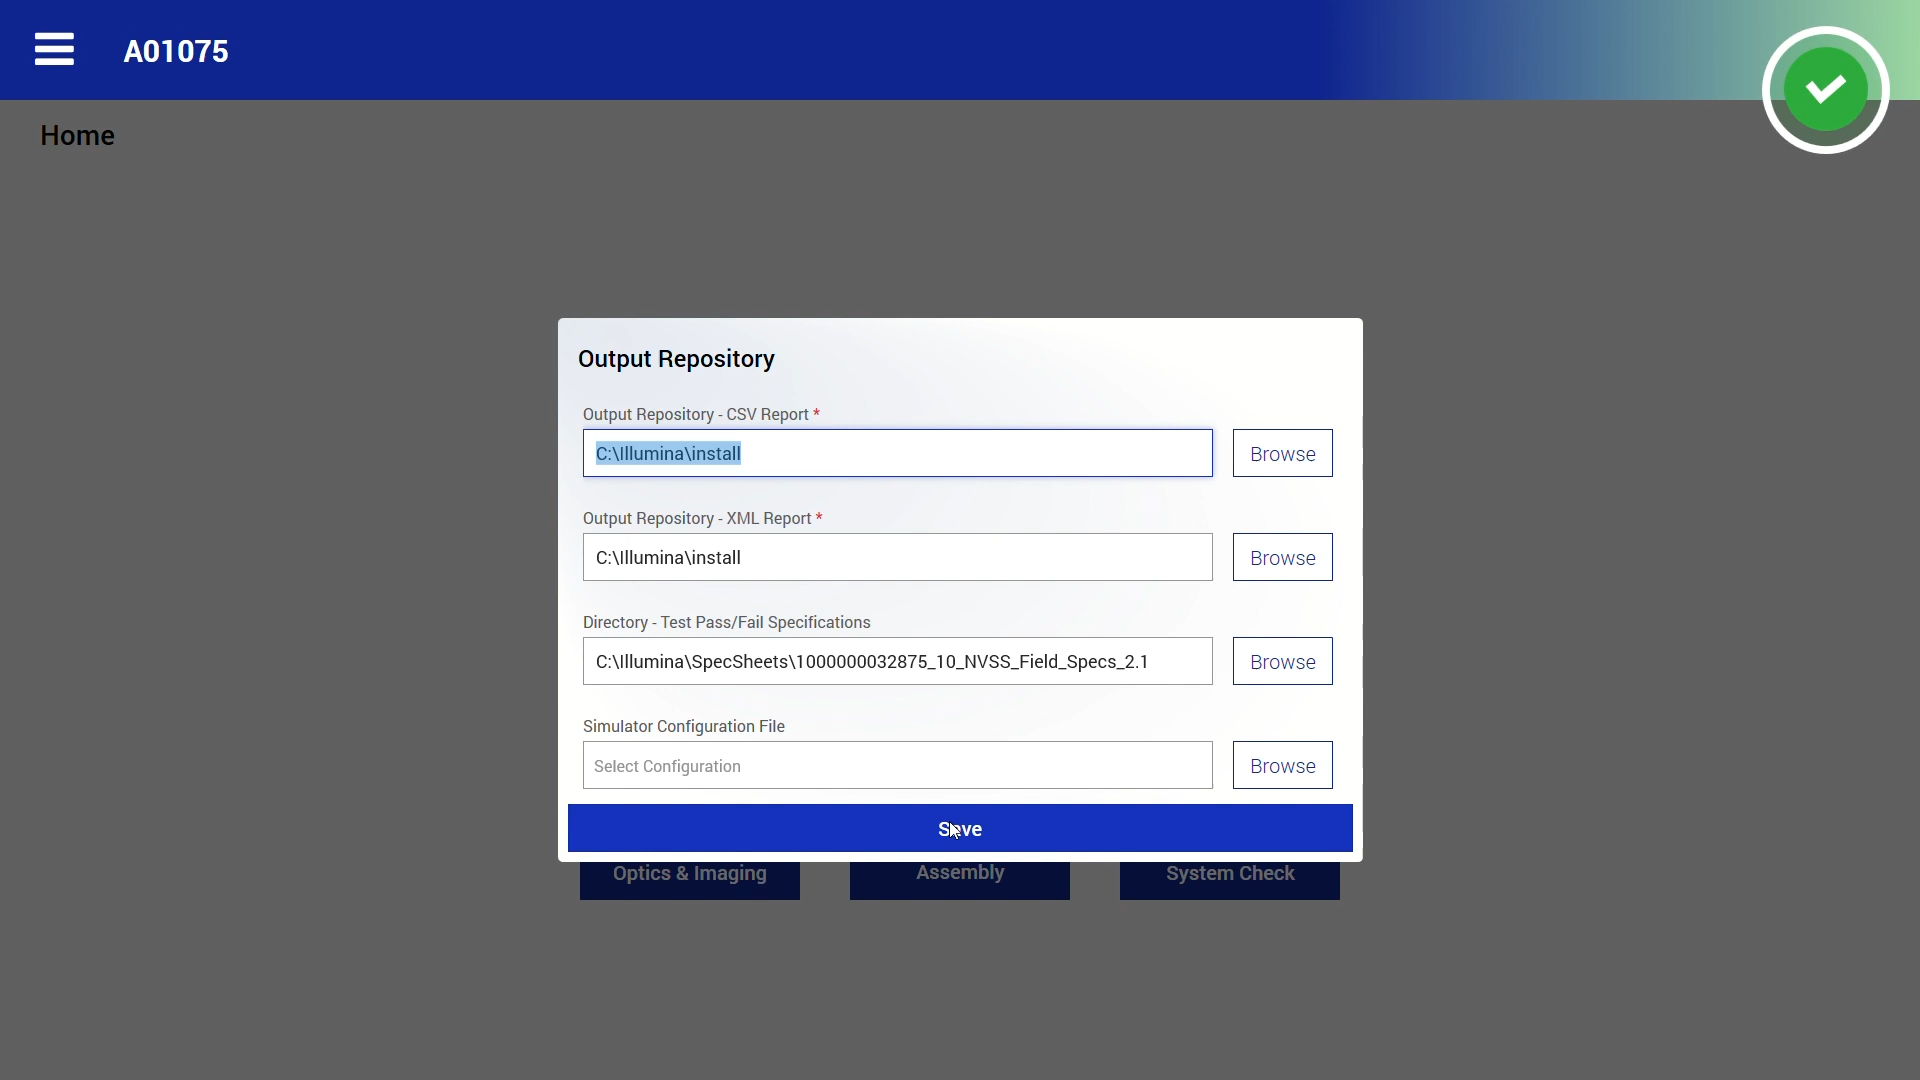 A01075
Home
Output Repository
Output Repository - CSV Report *
C:\Illumina\install
Browse
Output Repository - XML Report *
C:\Illumina\install
Browse
Directory - Test Pass/Fail Specifications
C:\Illumina\SpecSheets\1000000032875_10_NVSS_Field_Specs_2.1
Browse
Simulator Configuration File
Select Configuration
Browse
Save
Optics & Imaging
Assembly
System Check